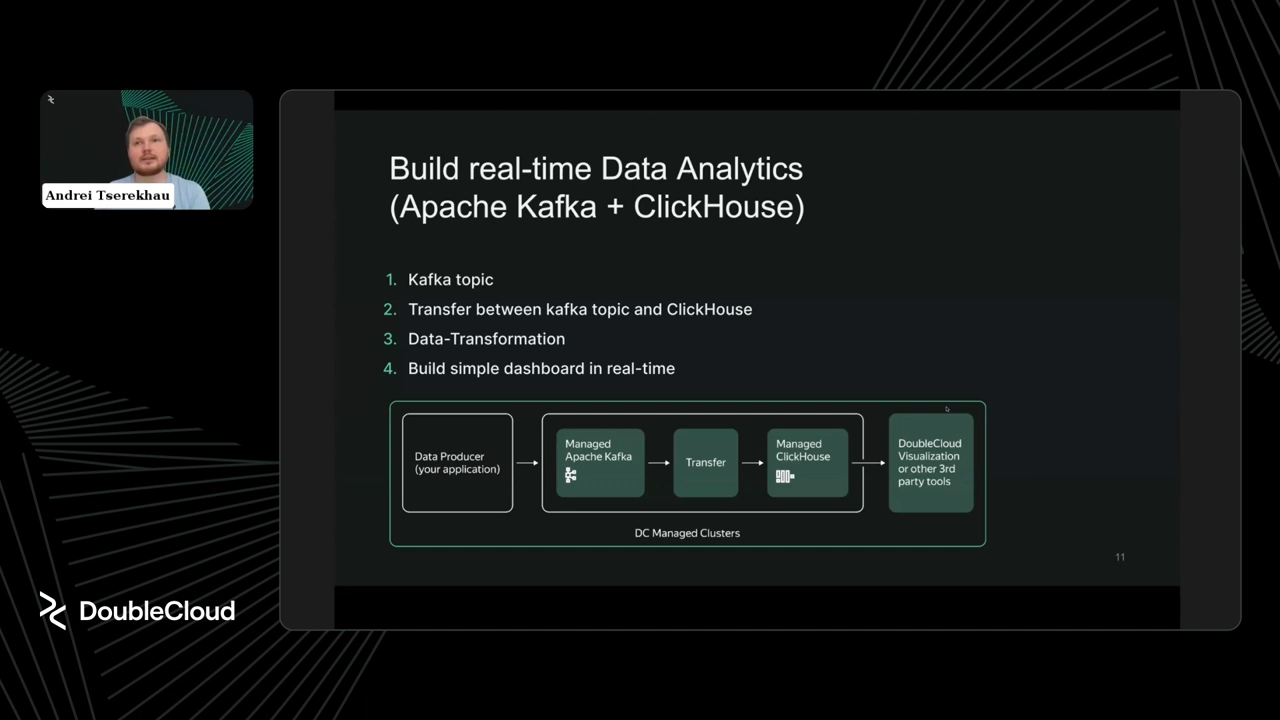 Andrei Tserekhau
Build real-time Data Analytics
(Apache Kafka + ClickHouse)
1. Kafka topic
2. Transfer between kafka topic and ClickHouse
3. Data-Transformation
4. Build simple dashboard in real-time
Data Producer
(your application)
Managed
Apache Kafka
Transfer
Managed
ClickHouse
DoubleCloud
Visualization
or other 3rd
party tools
DC Managed Clusters
11
DoubleCloud